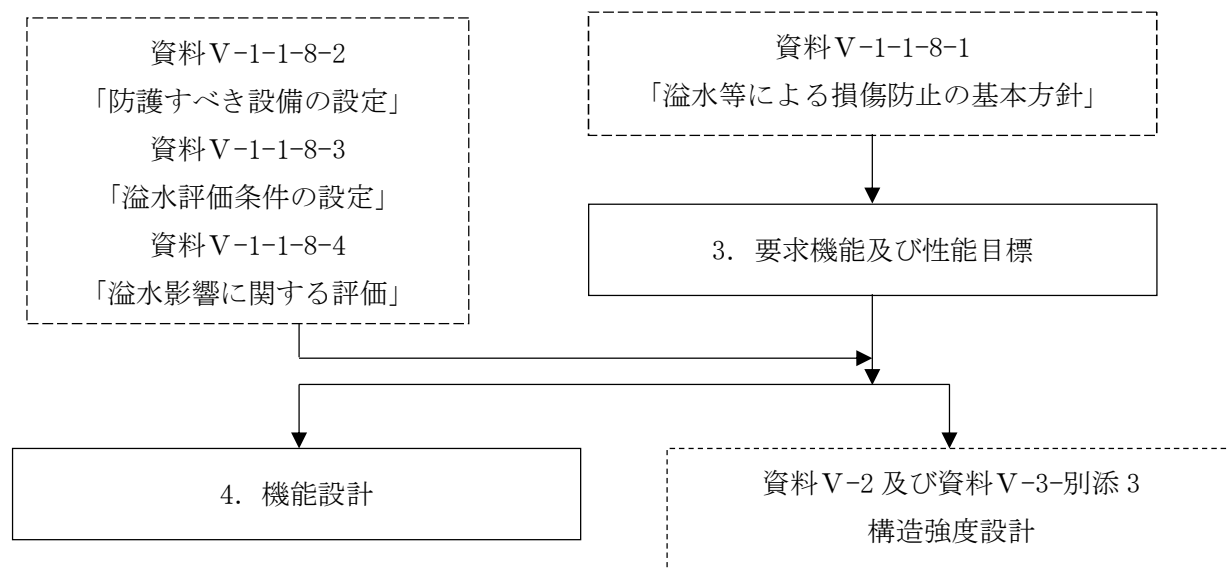 資料Ⅴ-1-1-8-2
「防護すべき設備の設定」
資料Ⅴ-1-1-8-3
「溢水評価条件の設定」
資料Ⅴ-1-1-8-4
「溢水影響に関する評価」
資料Ⅴ-1-1-8-1
「溢水等による損傷防止の基本方針」
3. 要求機能及び性能目標
4. 機能設計
資料Ⅴ-2 及び資料Ⅴ-3-別添 3
構造強度設計